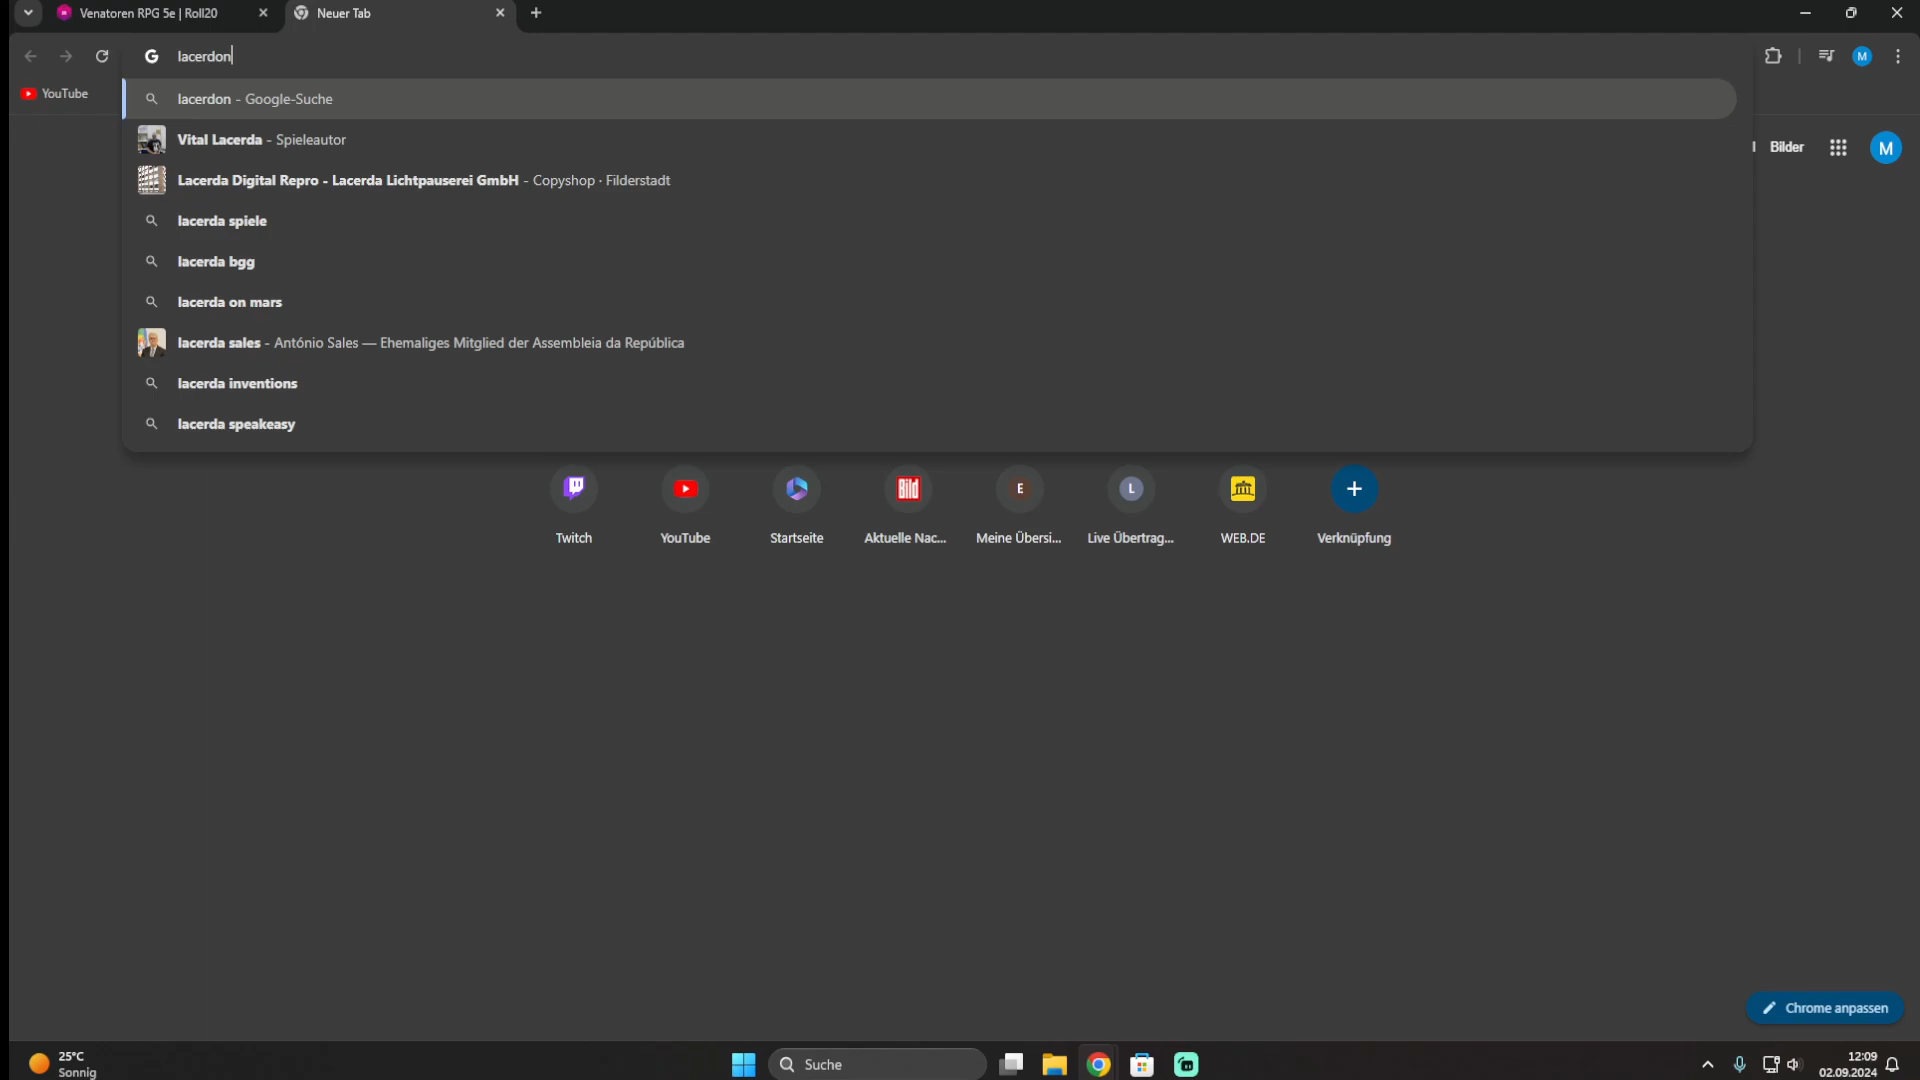 Venatoren RPG 5e | Roll20
Neuer Tab
lacerdon
M
YouTube
lacerdon - Google-Suche
Vital Lacerda - Spieleautor
Bilder
M
Lacerda Digital Repro - Lacerda Lichtpauserei GmbH - Copyshop · Filderstadt
lacerda spiele
lacerda bgg
lacerda on mars
lacerda sales - António Sales — Ehemaliges Mitglied der Assembleia da República
lacerda inventions
lacerda speakeasy
Bild
E
L
Twitch
YouTube
Startseite
Aktuelle Nac...
Meine Übersi...
Live Übertrag...
WEB.DE
Verknüpfung
Chrome anpassen
25°C
Sonnig
Suche
12:09
02.09.2024